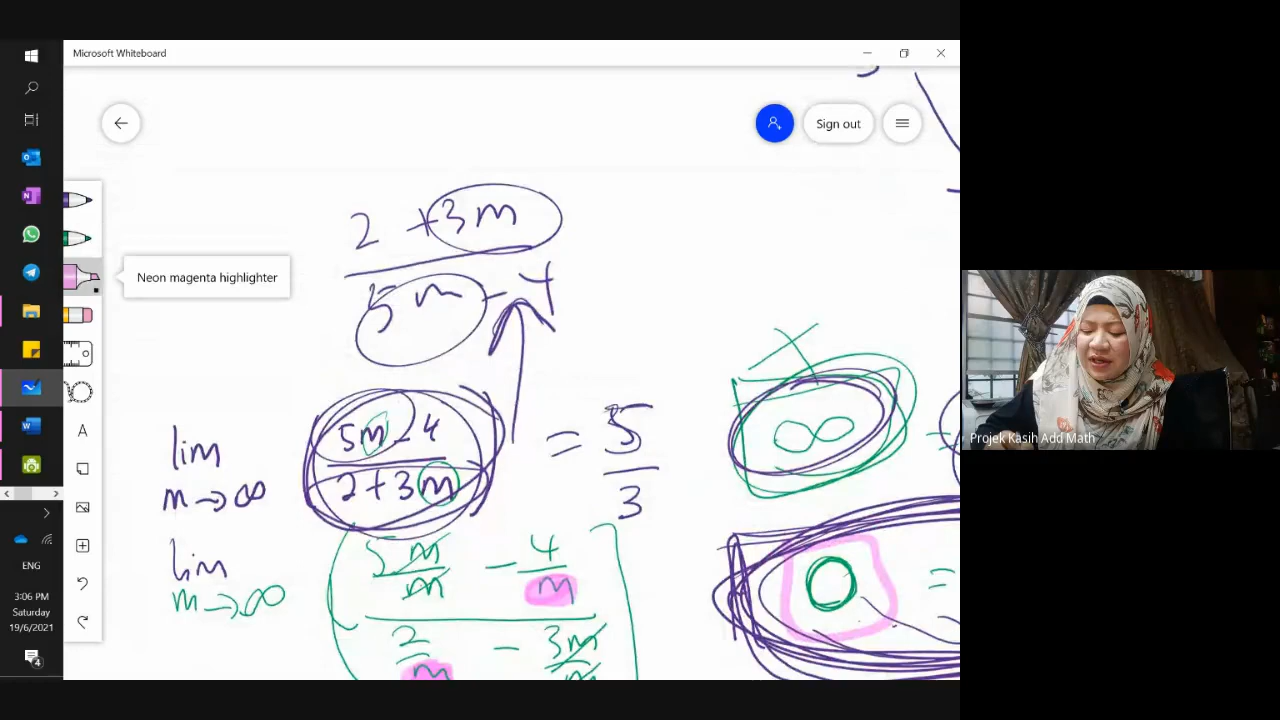 Microsoft Whiteboard
Sign out
2 + 3m
5m - 4
Neon magenta highlighter
lim m→∞ 5m - 4 / 2 + 3m = 5/3
∞
Projek Kasih Add Math
lim m→∞ 5m/m - 4/m
2/m - 3m/m
0 =
A
ENG
3:06 PM
Saturday
19/6/2021
4